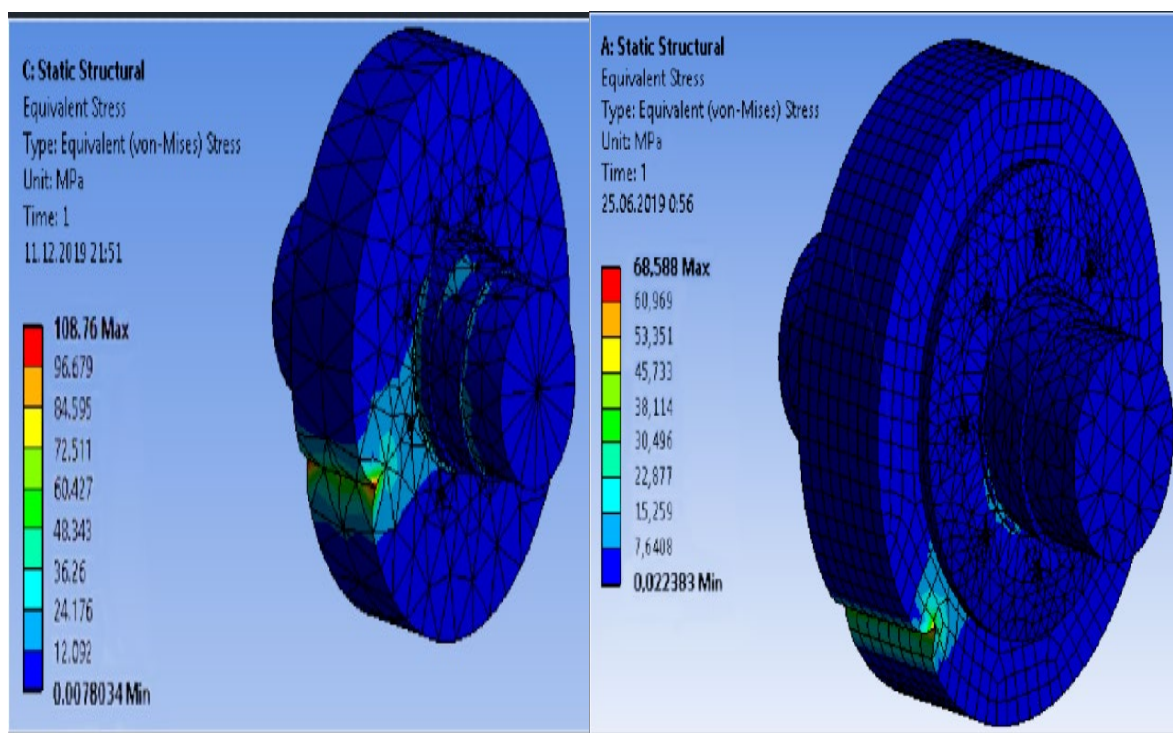 C: Static Structural
Equivalent Stress
Type: Equivalent (von-Mises) Stress
Unit: MPa
Time: 1
11.12.2019 21:51
108.76 Max
96.679
84.595
72.511
60.427
48.343
36.26
24.176
12.092
0.0078034 Min
A: Static Structural
Equivalent Stress
Type: Equivalent (von-Mises) Stress
Unit: MPa
Time: 1
25.06.2019 0:56
68,588 Max
60,969
53,351
45,733
38,114
30,496
22,877
15,259
7,6408
0,022383 Min